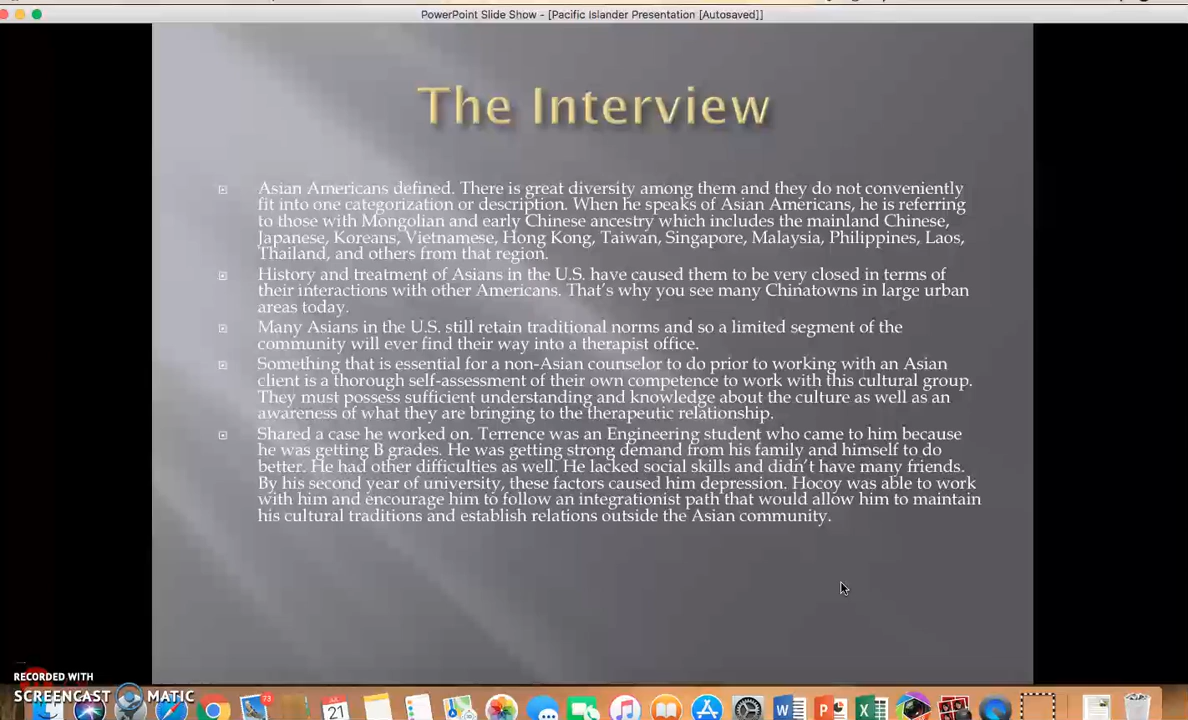 PowerPoint Slide Show - [Pacific Islander Presentation [Autosaved]]
The Interview
Asian Americans defined. There is great diversity among them and they do not conveniently
fit into one categorization or description. When he speaks of Asian Americans, he is referring
to those with Mongolian and early Chinese ancestry which includes the mainland Chinese,
Japanese, Koreans, Vietnamese, Hong Kong, Taiwan, Singapore, Malaysia, Philippines, Laos,
Thailand, and others from that region.
History and treatment of Asians in the U.S. have caused them to be very closed in terms of
their interactions with other Americans. That's why you see many Chinatowns in large urban
areas today.
Many Asians in the U.S. still retain traditional norms and so a limited segment of the
community will ever find their way into a therapist office.
Something that is essential for a non-Asian counselor to do prior to working with an Asian
client is a thorough self-assessment of their own competence to work with this cultural group.
They must possess sufficient understanding and knowledge about the culture as well as an
awareness of what they are bringing to the therapeutic relationship.
Shared a case he worked on. Terrence was an Engineering student who came to him because
he was getting B grades. He was getting strong demand from his family and himself to do
better. He had other difficulties as well. He lacked social skills and didn't have many friends.
By his second year of university, these factors caused him depression. Hocoy was able to work
with him and encourage him to follow an integrationist path that would allow him to maintain
his cultural traditions and establish relations outside the Asian community.
RECORDED WITH
SCREENCAST MATIC
73
21
W
P
X